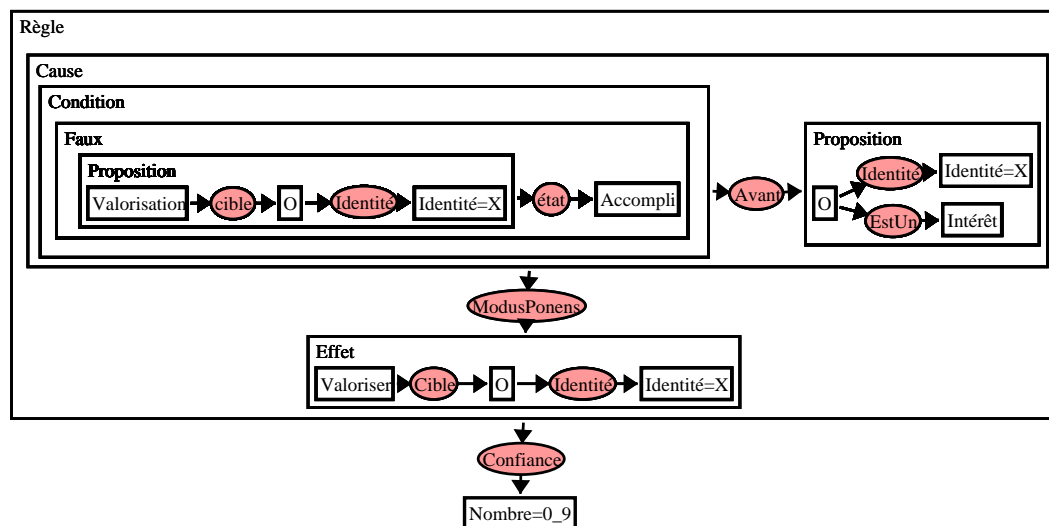 Règle
Cause
Condition
Faux
Proposition
Proposition
Valorisation cible O Identité Identité=X état Accompli Avant O Identité Identité=X
EstUn Intérêt
ModusPonens
Effet
Valoriser Cible O Identité Identité=X
Confiance
Nombre=0_9